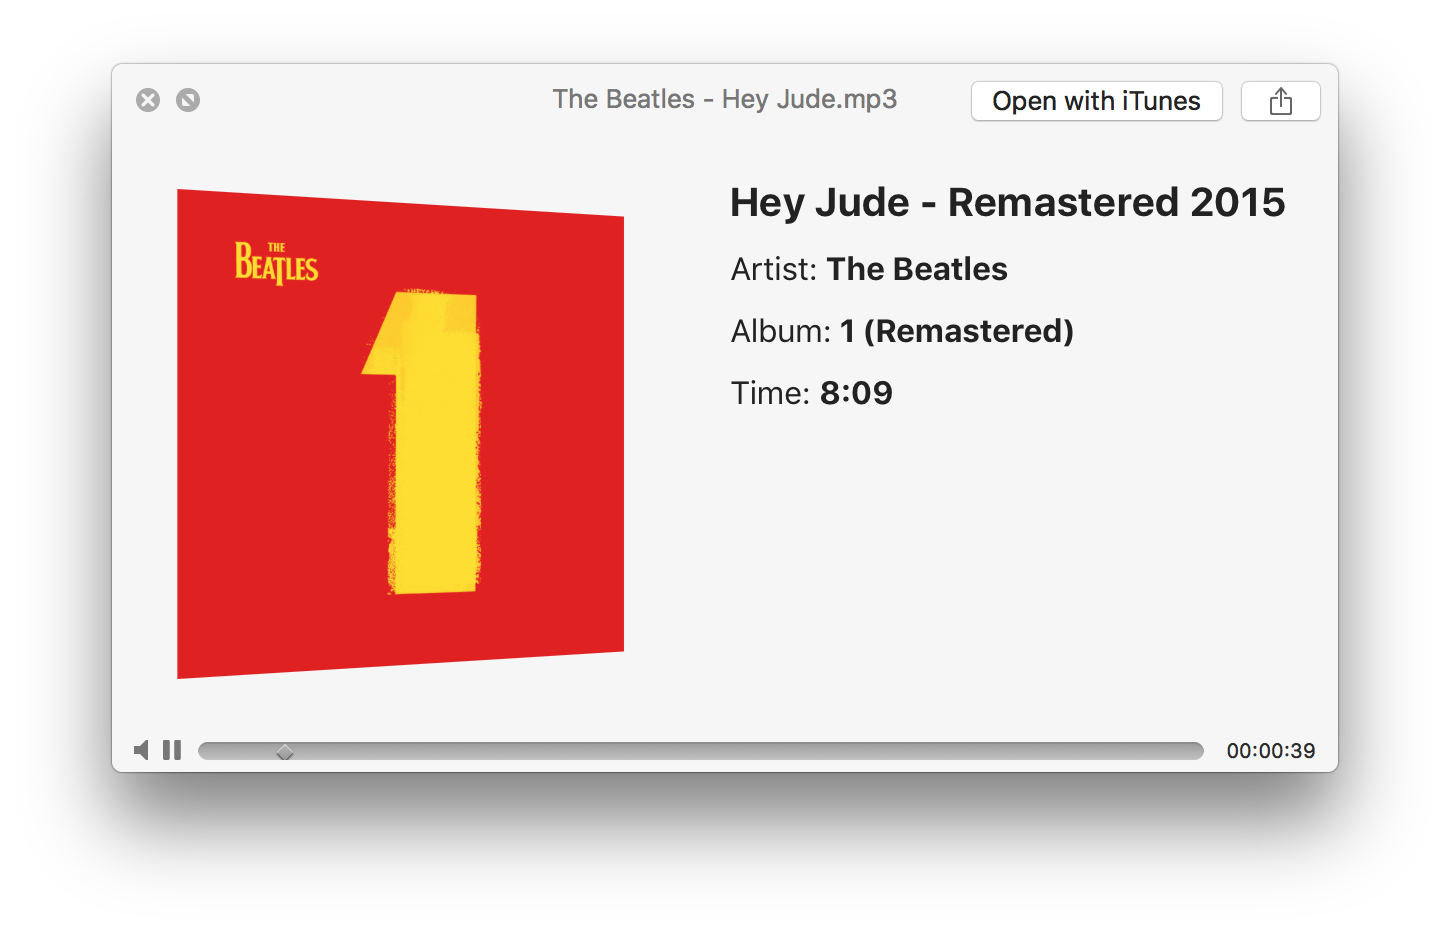 The Beatles - Hey Jude.mp3
Open with iTunes
THE
BEATLES
1
Hey Jude - Remastered 2015
Artist: The Beatles
Album: 1 (Remastered)
Time: 8:09
00:00:39